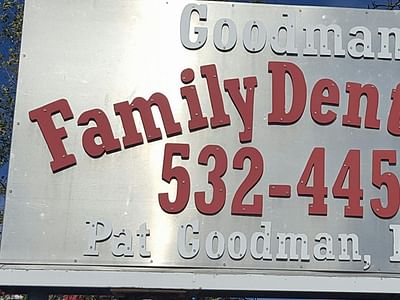 Goodman
Family Dent
532-445
Pat Goodman,